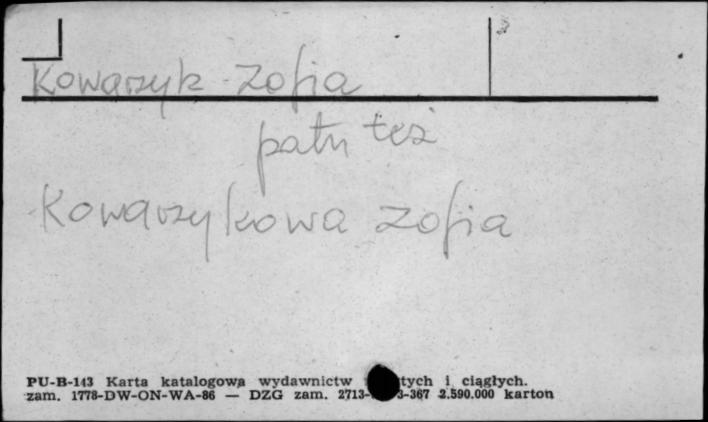 Kowarzyk Zofia
patrz też
Kowarzykowa Zofia
PU-B-143 Karta katalogowa wydawnictw tych i ciągłych.
zam. 1778-DW-ON-WA-86 — DZG zam. 2713- 3-367 2.590.000 karton